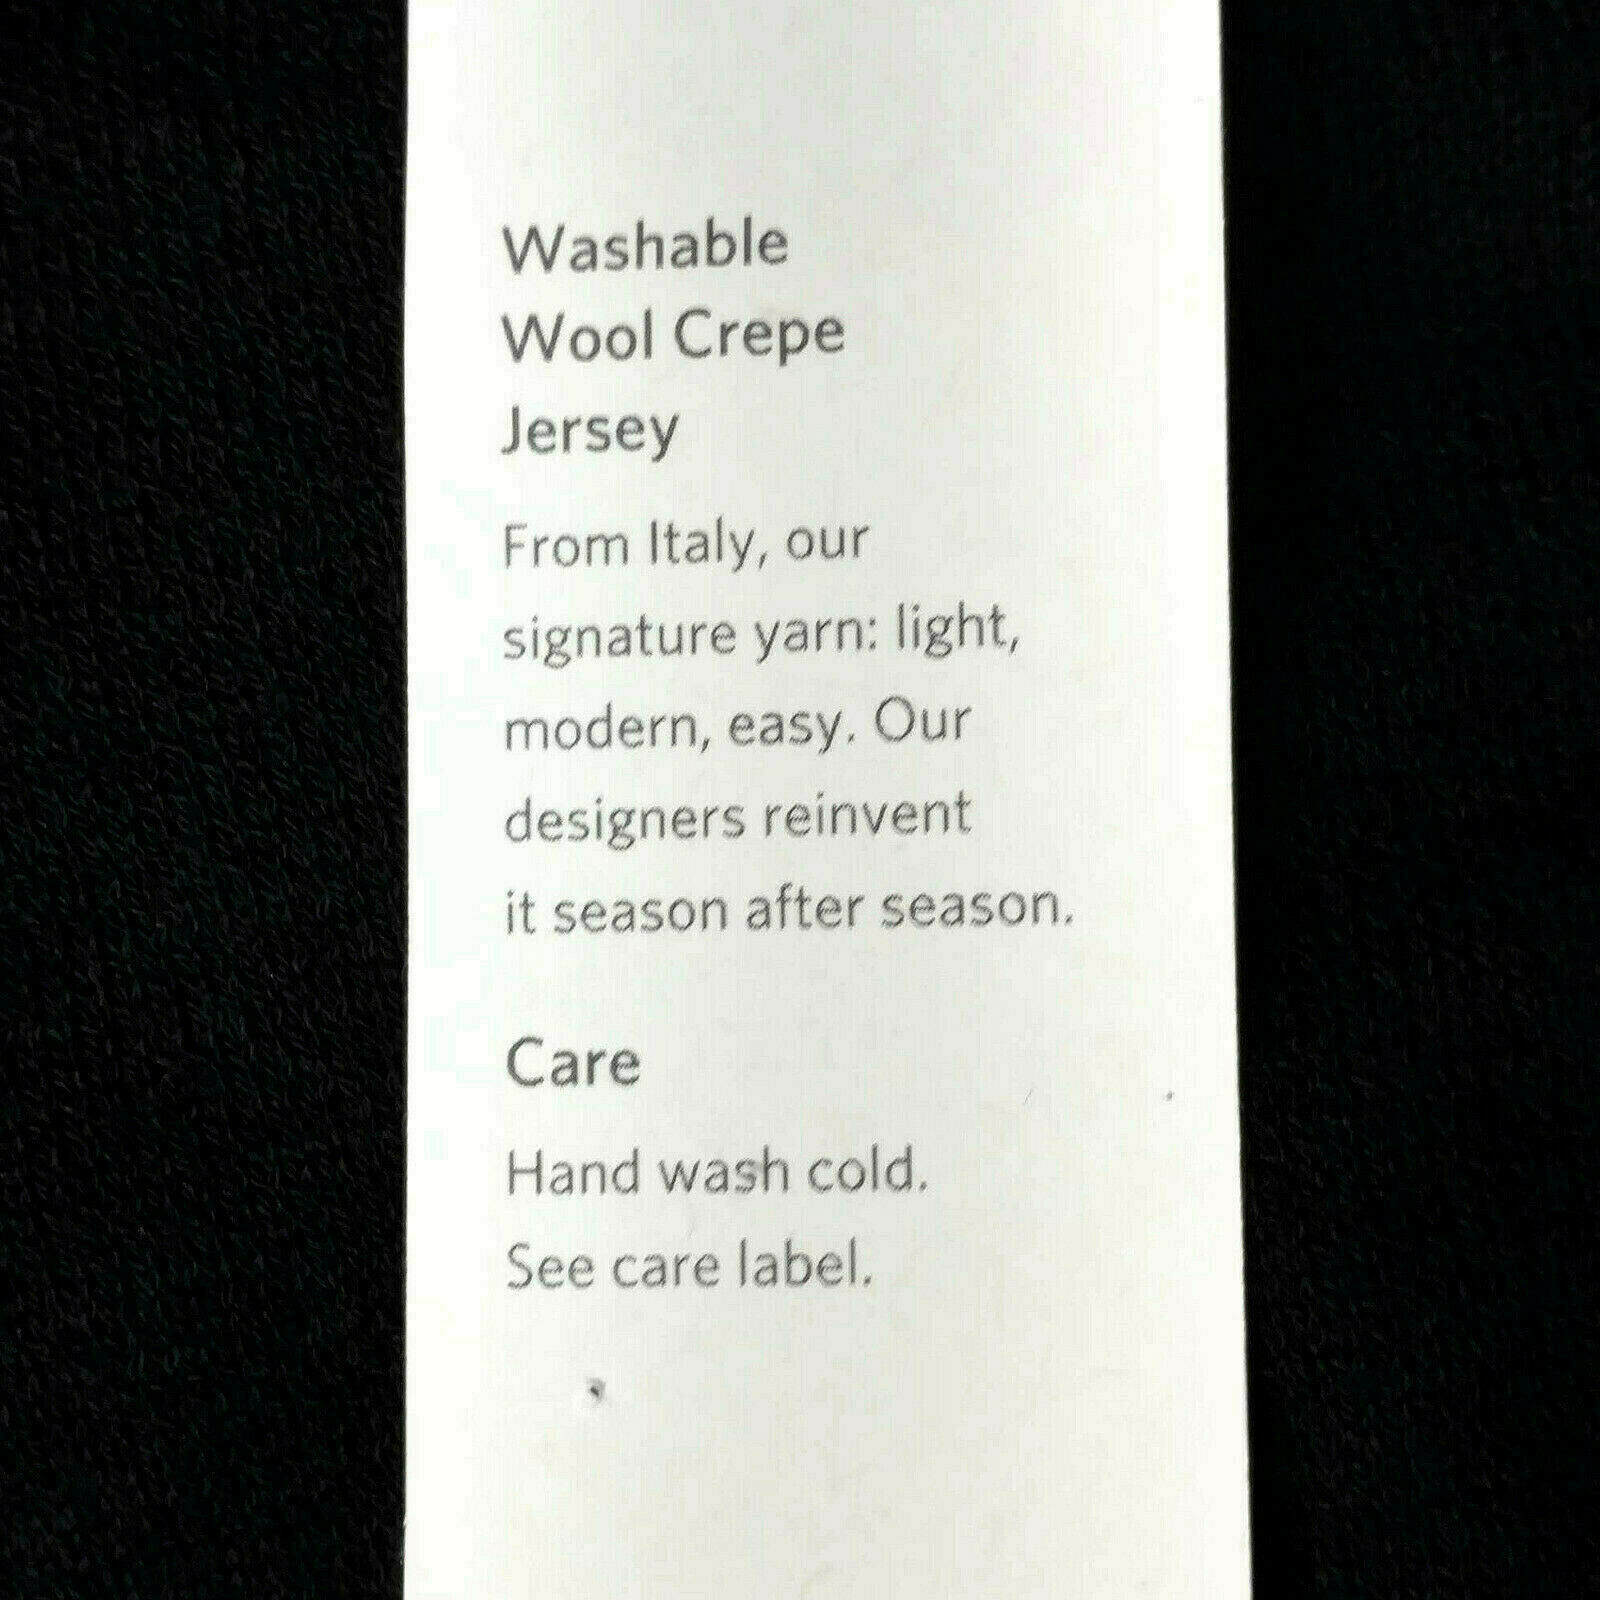 Washable
Wool Crepe
Jersey
From Italy, our
signature yarn: light,
modern, easy. Our
designers reinvent
it season after season.
Care
Hand wash cold.
See care label.